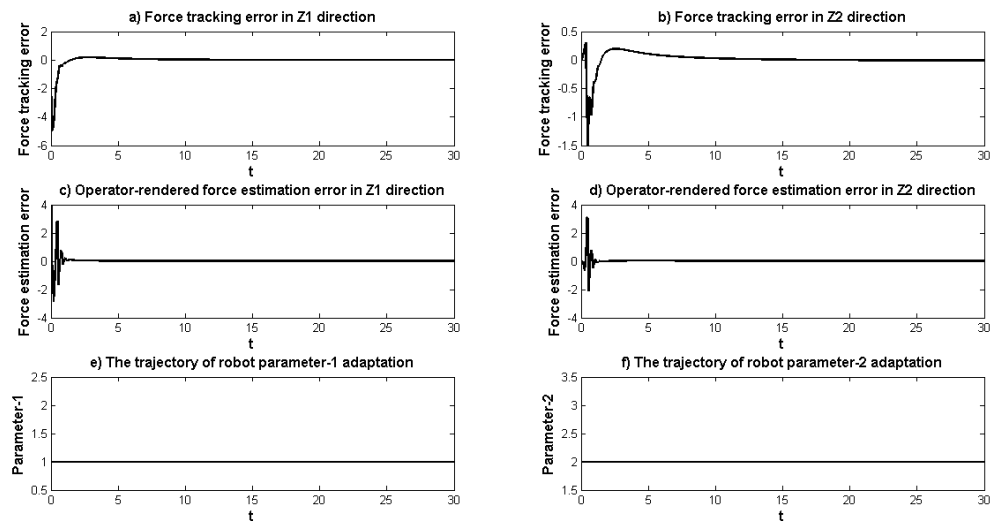 a) Force tracking error in Z1 direction
Force tracking error
2
0
-2
-4
-6
0 5 10 15 20 25 30
t
b) Force tracking error in Z2 direction
Force tracking error
0.5
0
-0.5
-1
-1.5
0 5 10 15 20 25 30
t
c) Operator-rendered force estimation error in Z1 direction
Force estimation error
4
2
0
-2
-4
0 5 10 15 20 25 30
t
d) Operator-rendered force estimation error in Z2 direction
Force estimation error
4
2
0
-2
-4
0 5 10 15 20 25 30
t
e) The trajectory of robot parameter-1 adaptation
Parameter-1
2.5
2
1.5
1
0.5
0 5 10 15 20 25 30
t
f) The trajectory of robot parameter-2 adaptation
Parameter-2
3.5
3
2.5
2
1.5
0 5 10 15 20 25 30
t